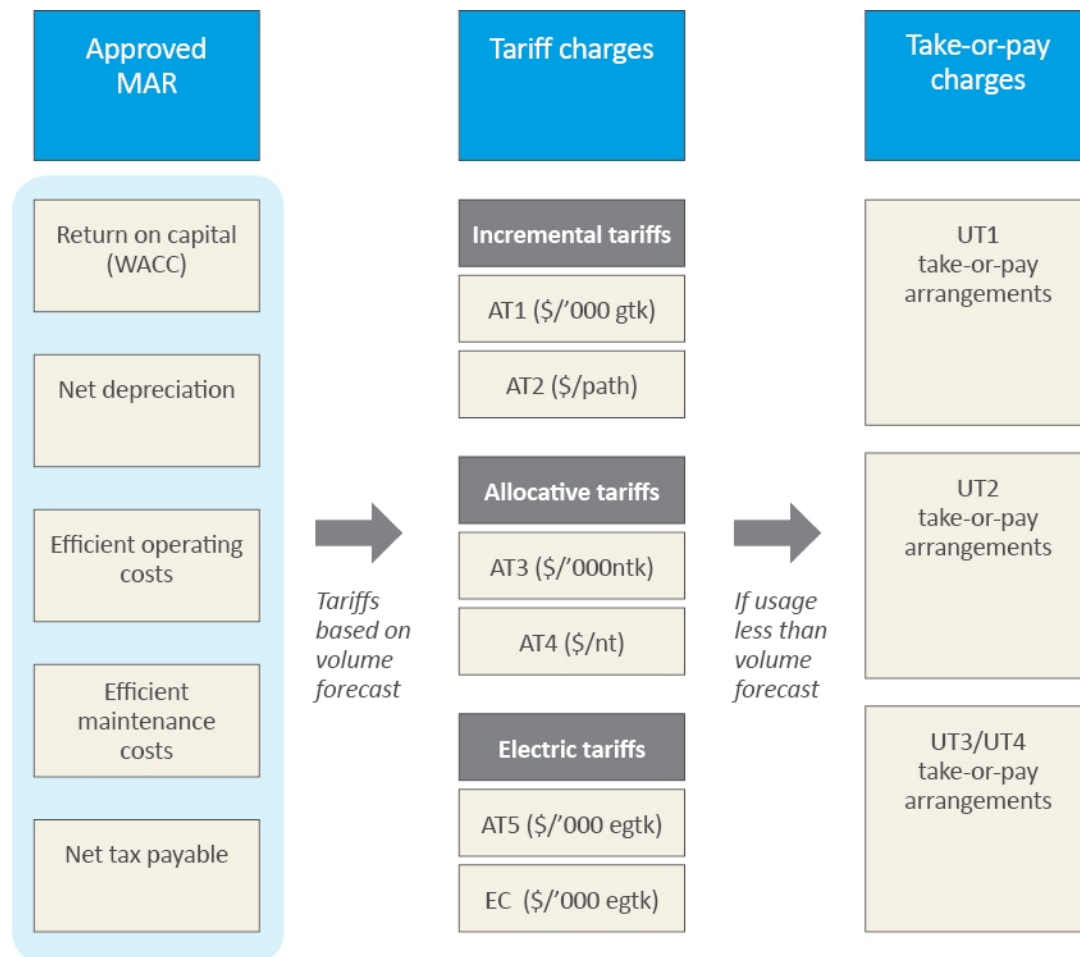 Approved
MAR
Return on capital
(WACC)
Net depreciation
Efficient operating
costs
Efficient
maintenance
costs
Net tax payable
Tariffs
based on
volume
forecast
Tariff charges
Incremental tariffs
AT1 ($/’000 gtk)
AT2 ($/path)
Allocative tariffs
AT3 ($/’000ntk)
AT4 ($/nt)
Electric tariffs
AT5 ($/’000 egtk)
EC ($/’000 egtk)
If usage
less than
volume
forecast
Take-or-pay
charges
UT1
take-or-pay
arrangements
UT2
take-or-pay
arrangements
UT3/UT4
take-or-pay
arrangements